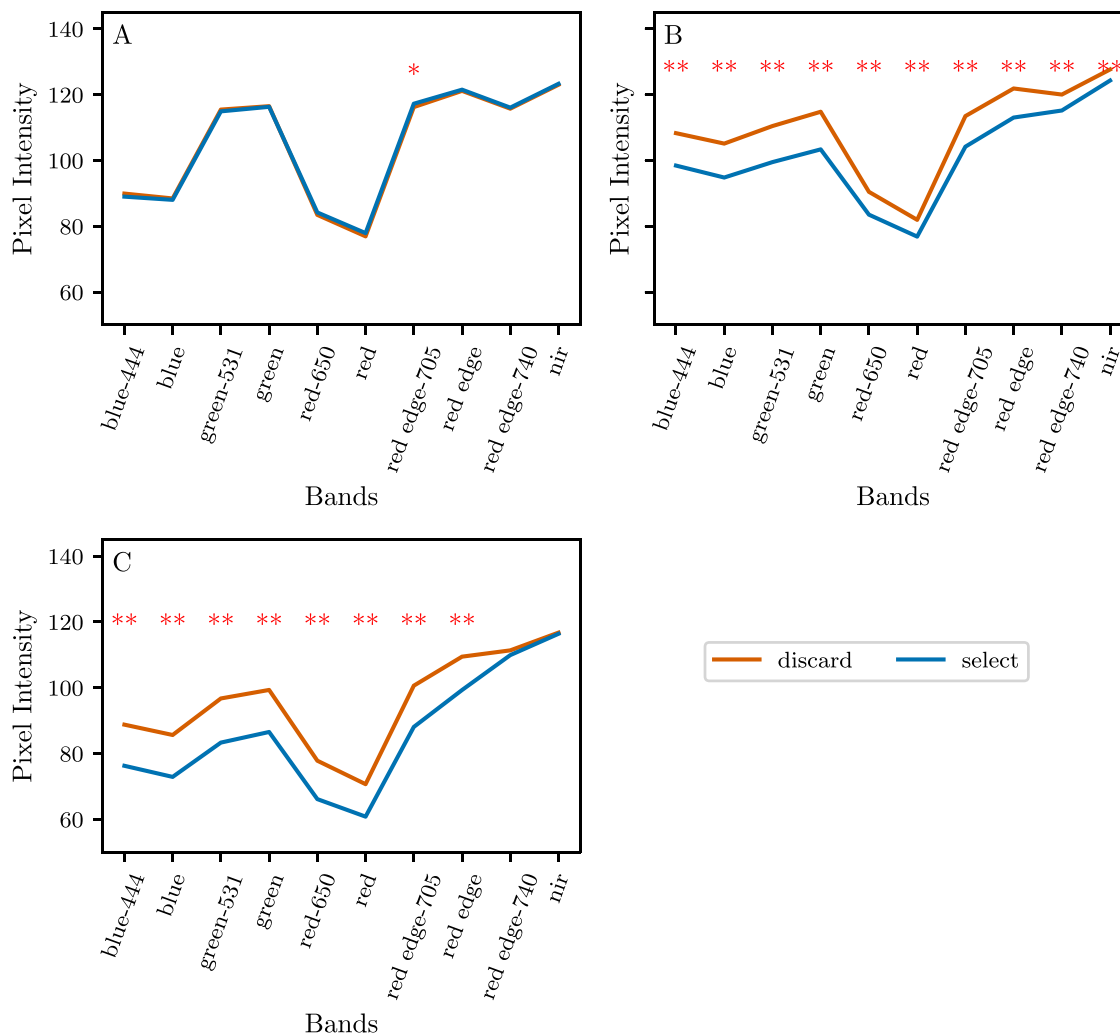 A
*
140
120
100
80
60
Pixel Intensity
blue-444
blue
green-531
green
red-650
red
red edge-705
red edge
red edge-740
nir
Bands
B
** ** ** ** ** ** ** ** ** **
Pixel Intensity
blue-444
blue
green-531
green
red-650
red
red edge-705
red edge
red edge-740
nir
Bands
C
** ** ** ** ** ** ** **
140
120
100
80
60
Pixel Intensity
blue-444
blue
green-531
green
red-650
red
red edge-705
red edge
red edge-740
nir
Bands
discard
select